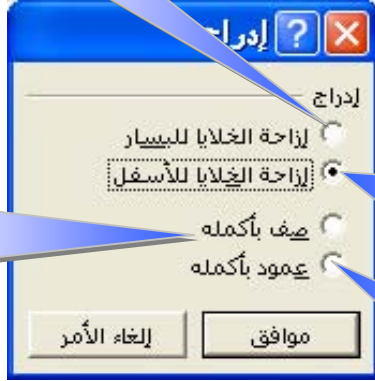 إدراج
إدراج
إزاحة الخلايا لليسار
إزاحة الخلايا للأسفل
صف بأكمله
عمود بأكمله
موافق
إلغاء الأمر